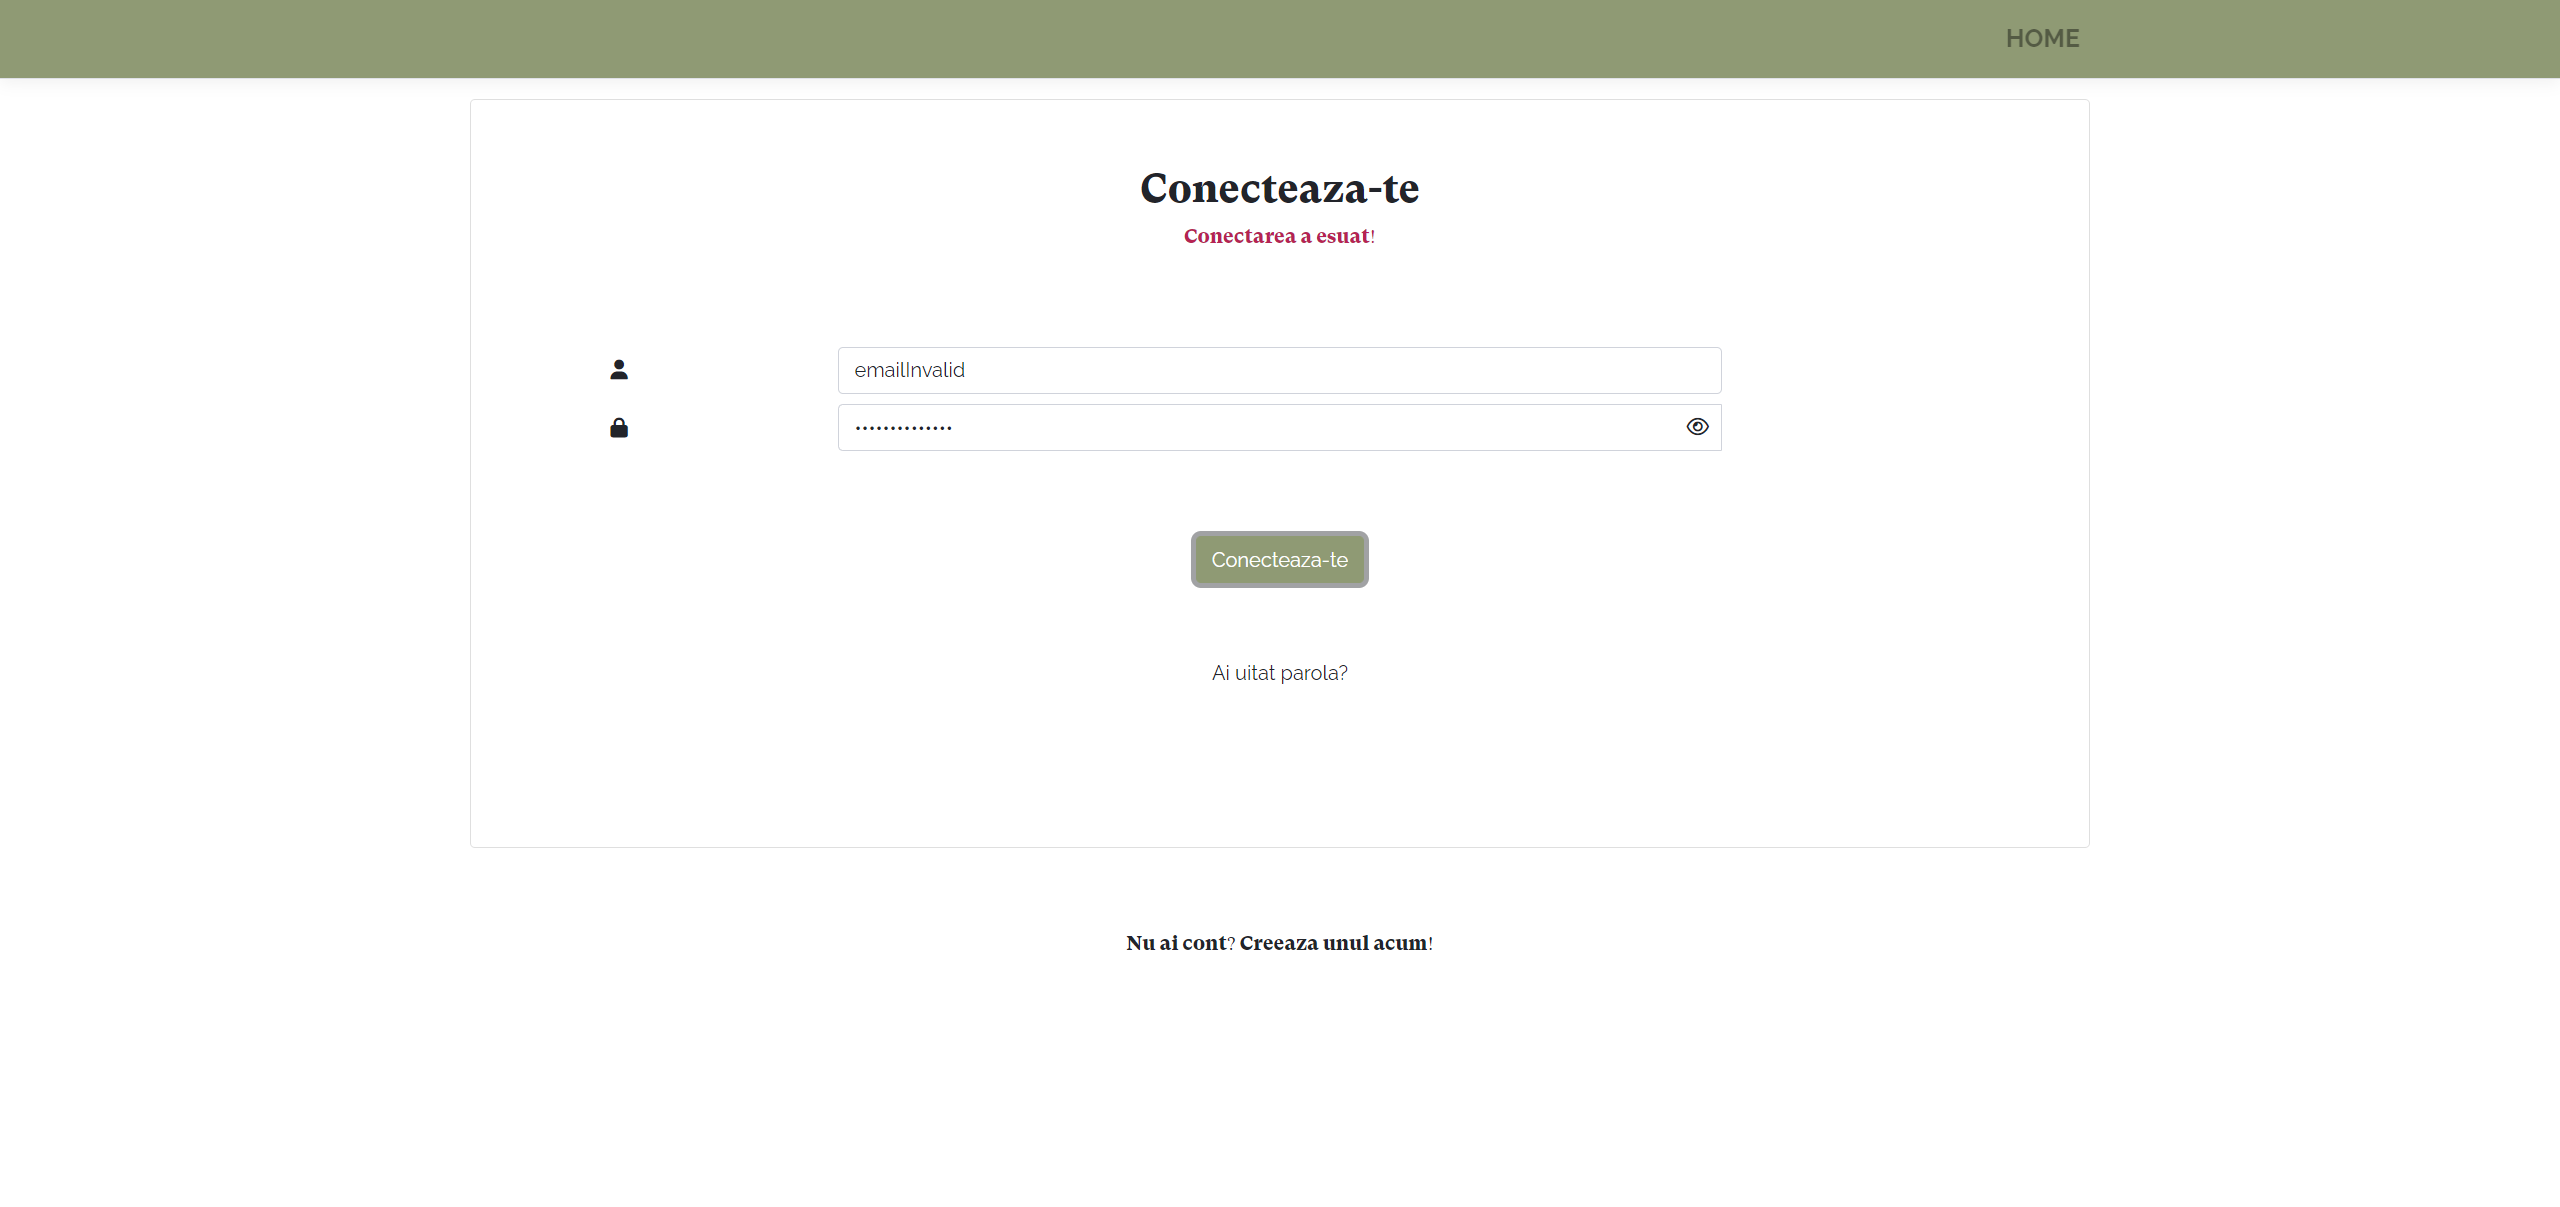 HOME
Conecteaza-te
Conectarea a esuat!
emailInvalid
••••••••••••••
Conecteaza-te
Ai uitat parola?
Nu ai cont? Creeaza unul acum!